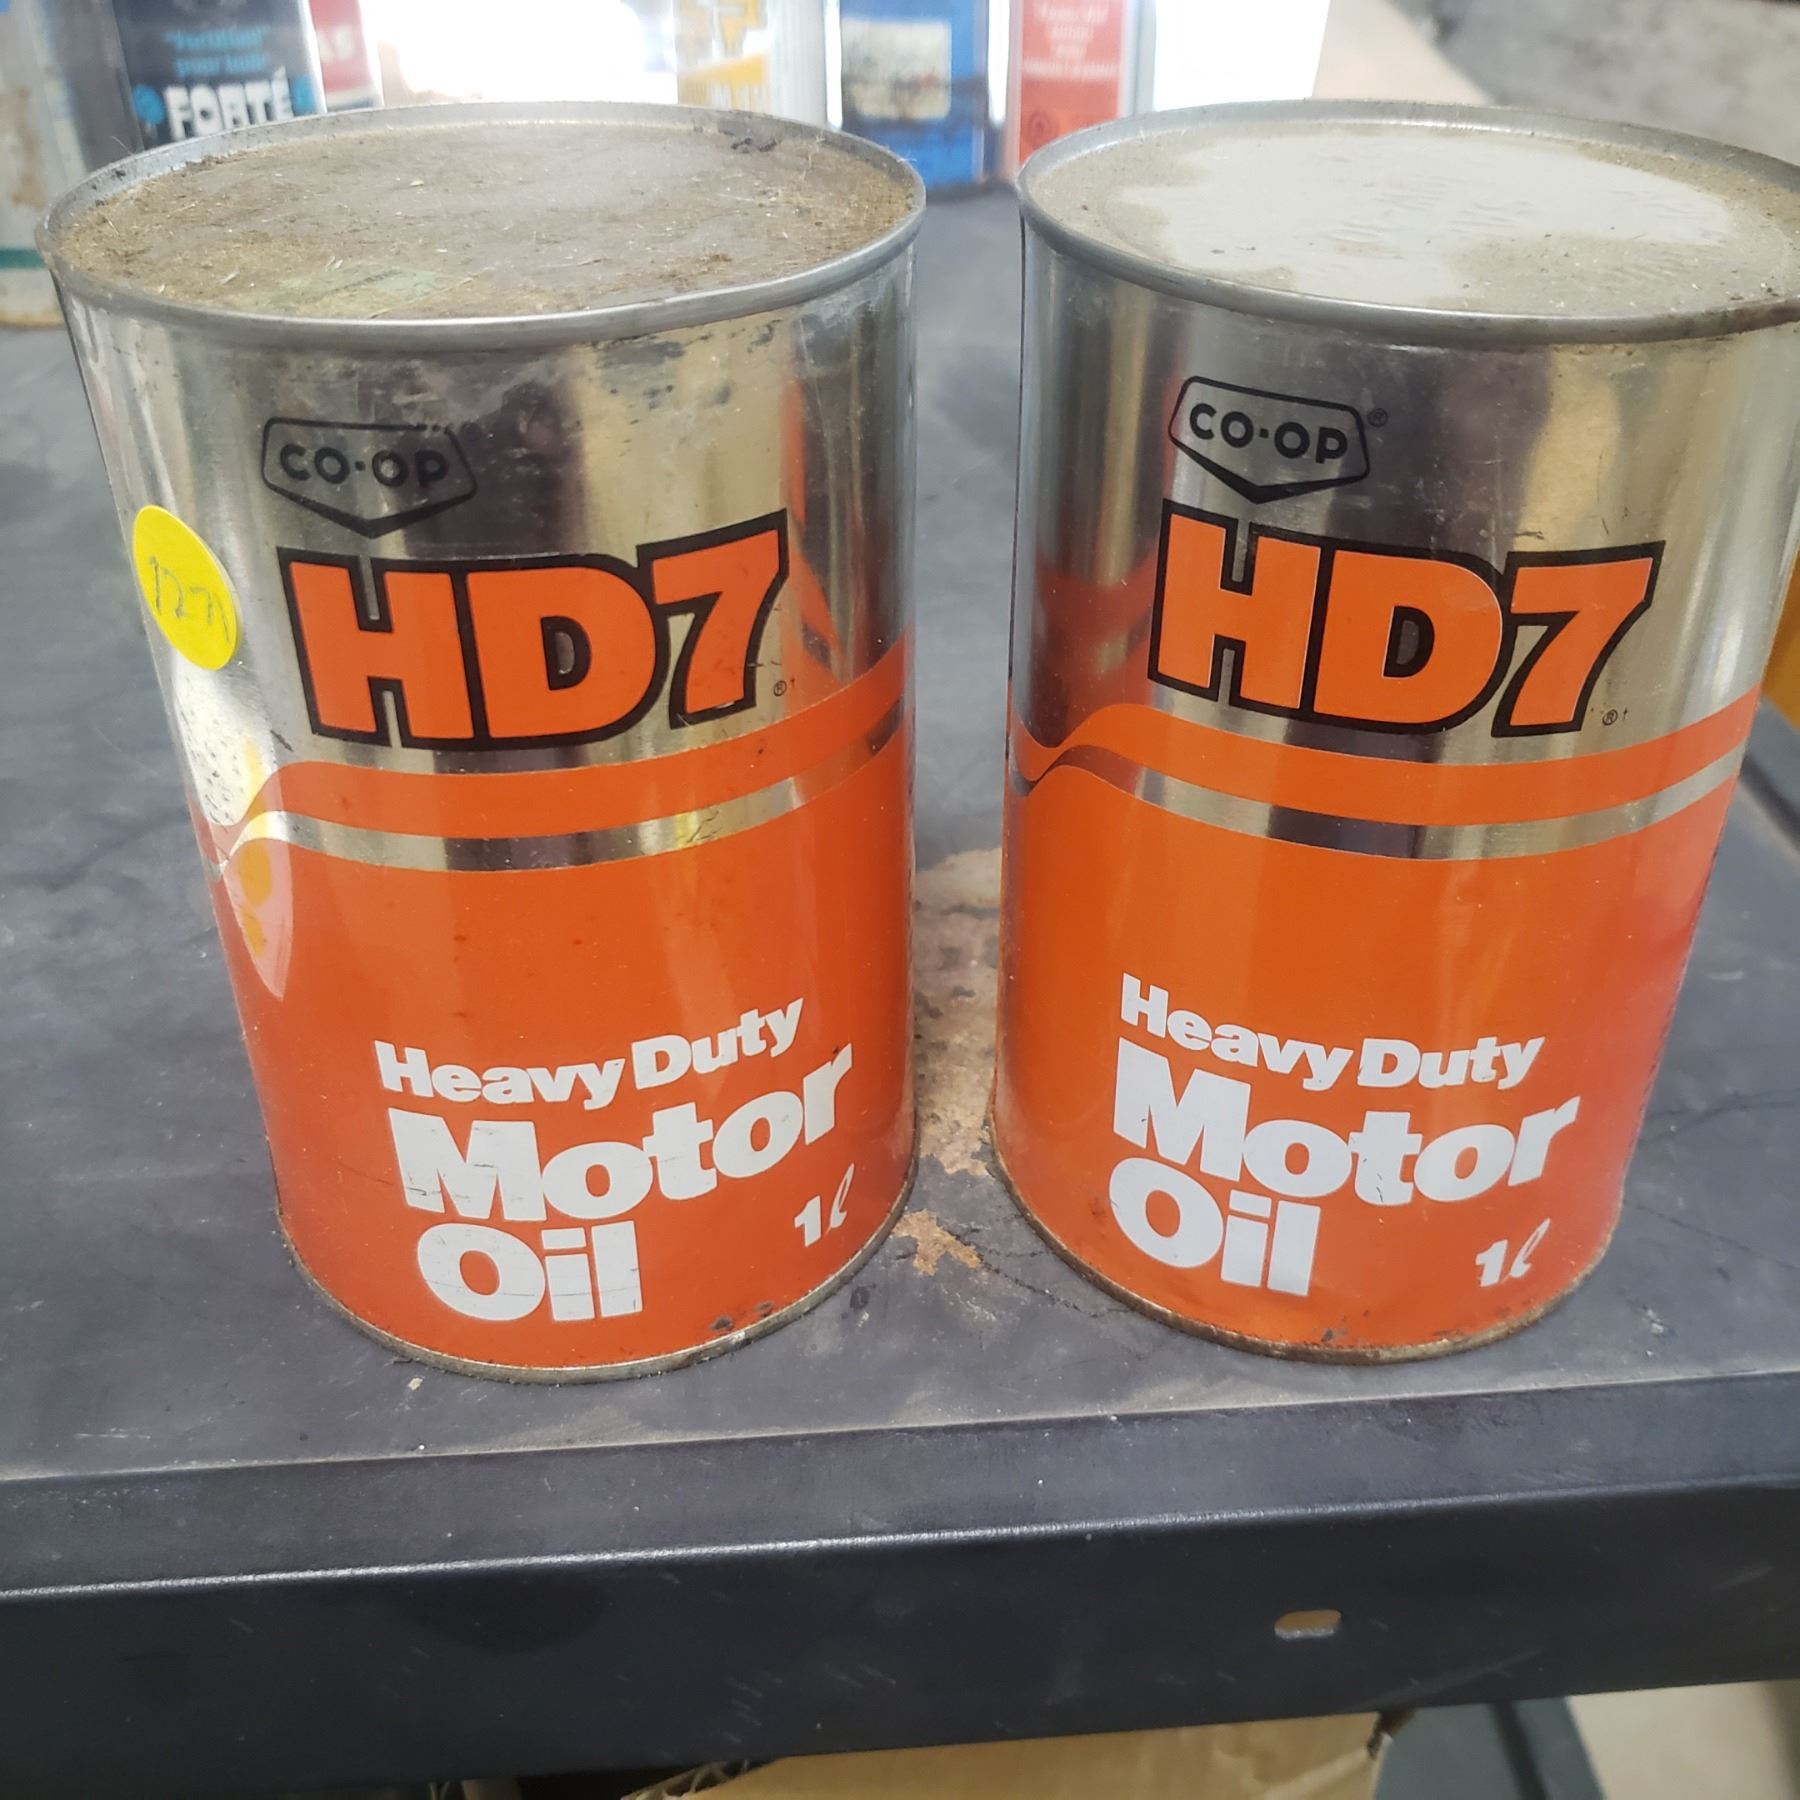 FORTÉ
CO-OP ®
HD7 ®†
Heavy Duty
Motor
Oil
1ℓ
CO-OP ®
HD7 ®†
Heavy Duty
Motor
Oil
1ℓ